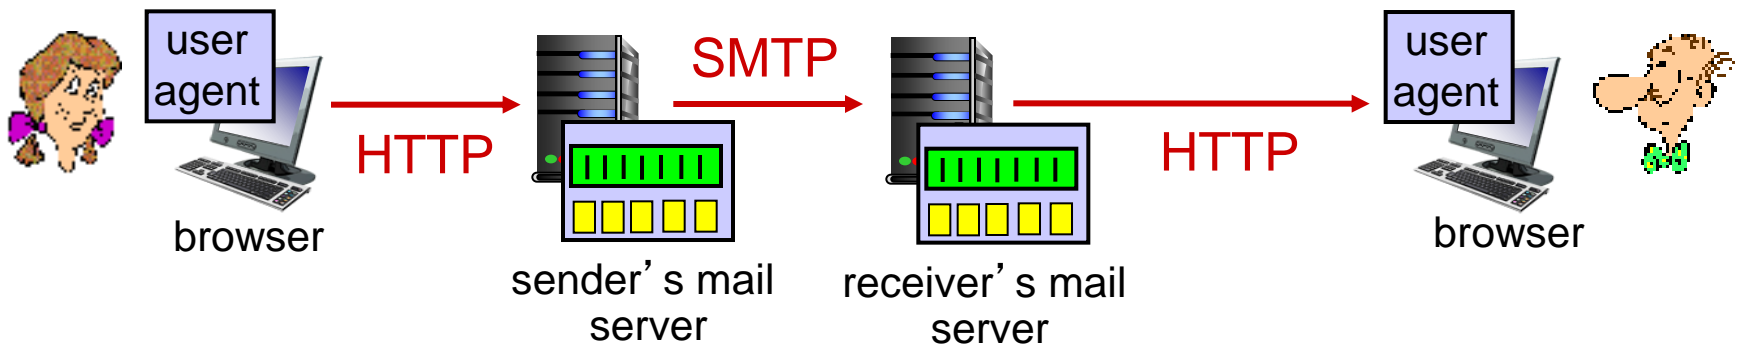 user
agent
HTTP
browser
sender’s mail
server
SMTP
receiver’s mail
server
HTTP
user
agent
browser